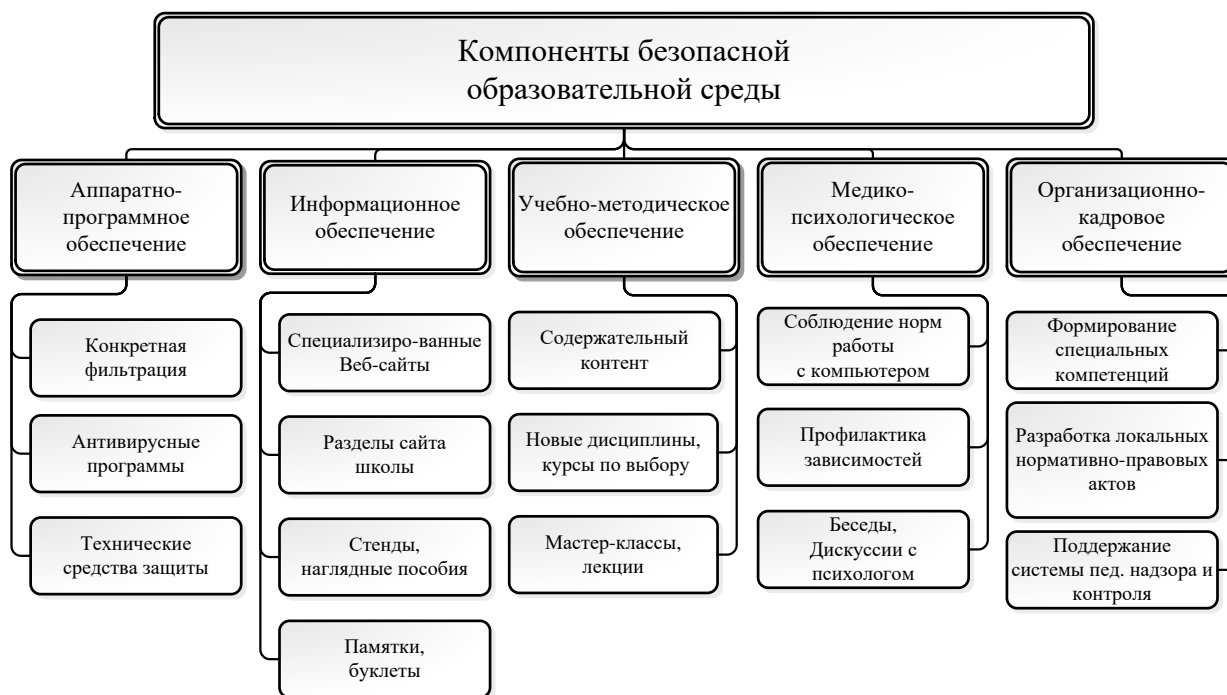 Компоненты безопасной
образовательной среды
Аппаратно-
программное
обеспечение
Информационное
обеспечение
Учебно-методическое
обеспечение
Медико-
психологическое
обеспечение
Организационно-
кадровое
обеспечение
Конкретная
фильтрация
Антивирусные
программы
Технические
средства защиты
Специализиро-ванные
Веб-сайты
Разделы сайта
школы
Стенды,
наглядные пособия
Памятки,
буклеты
Содержательный
контент
Новые дисциплины,
курсы по выбору
Мастер-классы,
лекции
Соблюдение норм
работы
с компьютером
Профилактика
зависимостей
Беседы,
Дискуссии с
психологом
Формирование
специальных
компетенций
Разработка локальных
нормативно-правовых
актов
Поддержание
системы пед. надзора и
контроля